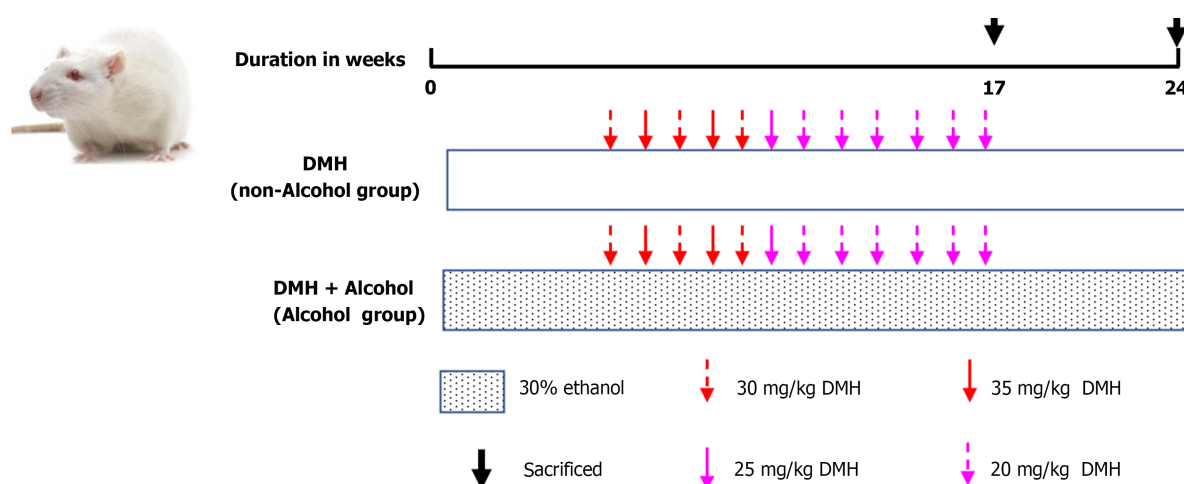 Duration in weeks
0 17 24
DMH
(non-Alcohol group)
DMH + Alcohol
(Alcohol group)
30% ethanol 30 mg/kg DMH 35 mg/kg DMH
Sacrificed 25 mg/kg DMH 20 mg/kg DMH